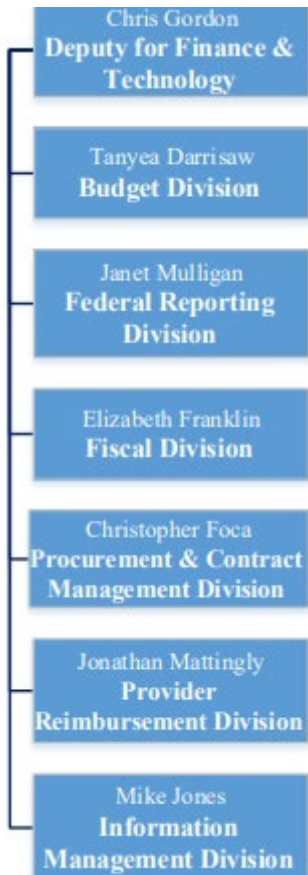 Chris Gordon
Deputy for Finance &
Technology
Tanyea Darrisaw
Budget Division
Janet Mulligan
Federal Reporting
Division
Elizabeth Franklin
Fiscal Division
Christopher Foca
Procurement & Contract
Management Division
Jonathan Mattingly
Provider
Reimbursement Division
Mike Jones
Information
Management Division